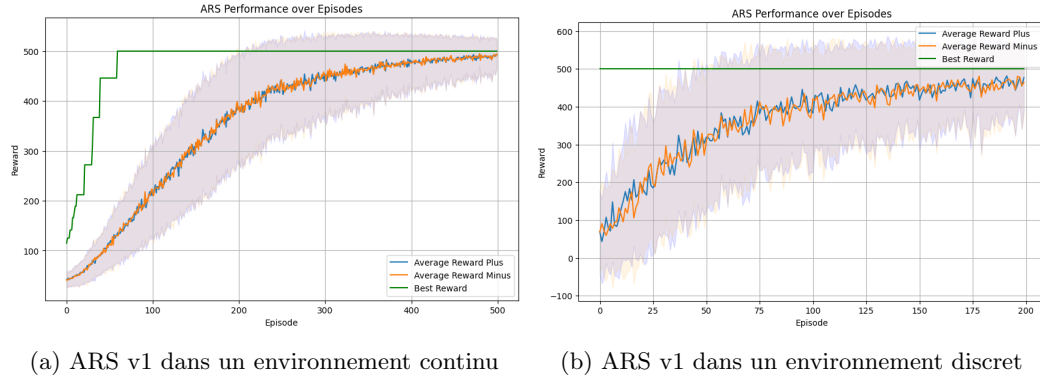 ARS Performance over Episodes
500
400
300
200
100
Reward
0 100 200 300 400 500
Episode
Average Reward Plus
Average Reward Minus
Best Reward
(a) ARS v1 dans un environnement continu
ARS Performance over Episodes
Average Reward Plus
Average Reward Minus
Best Reward
600
500
400
300
200
100
0
−100
Reward
0 25 50 75 100 125 150 175 200
Episode
(b) ARS v1 dans un environnement discret